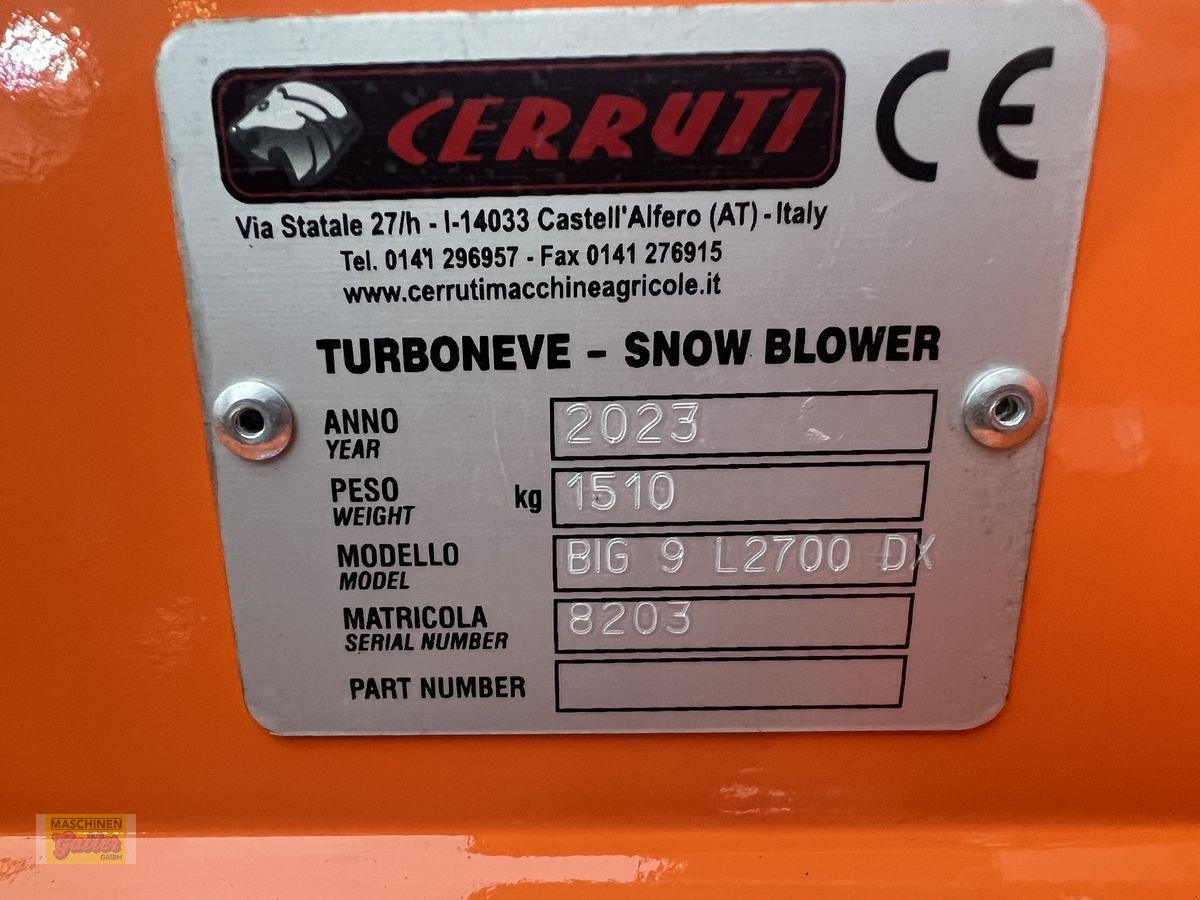 CERRUTI
CE
Via Statale 27/h - I-14033 Castell'Alfero (AT) - Italy
Tel. 0141 296957 - Fax 0141 276915
www.cerrutimacchineagricole.it
TURBONEVE - SNOW BLOWER
ANNO 2023
YEAR
PESO kg 1510
WEIGHT
MODELLO BIG 9 L2700 DX
MODEL
MATRICOLA 8203
SERIAL NUMBER
PART NUMBER
MASCHINEN
Gailer
GMBH